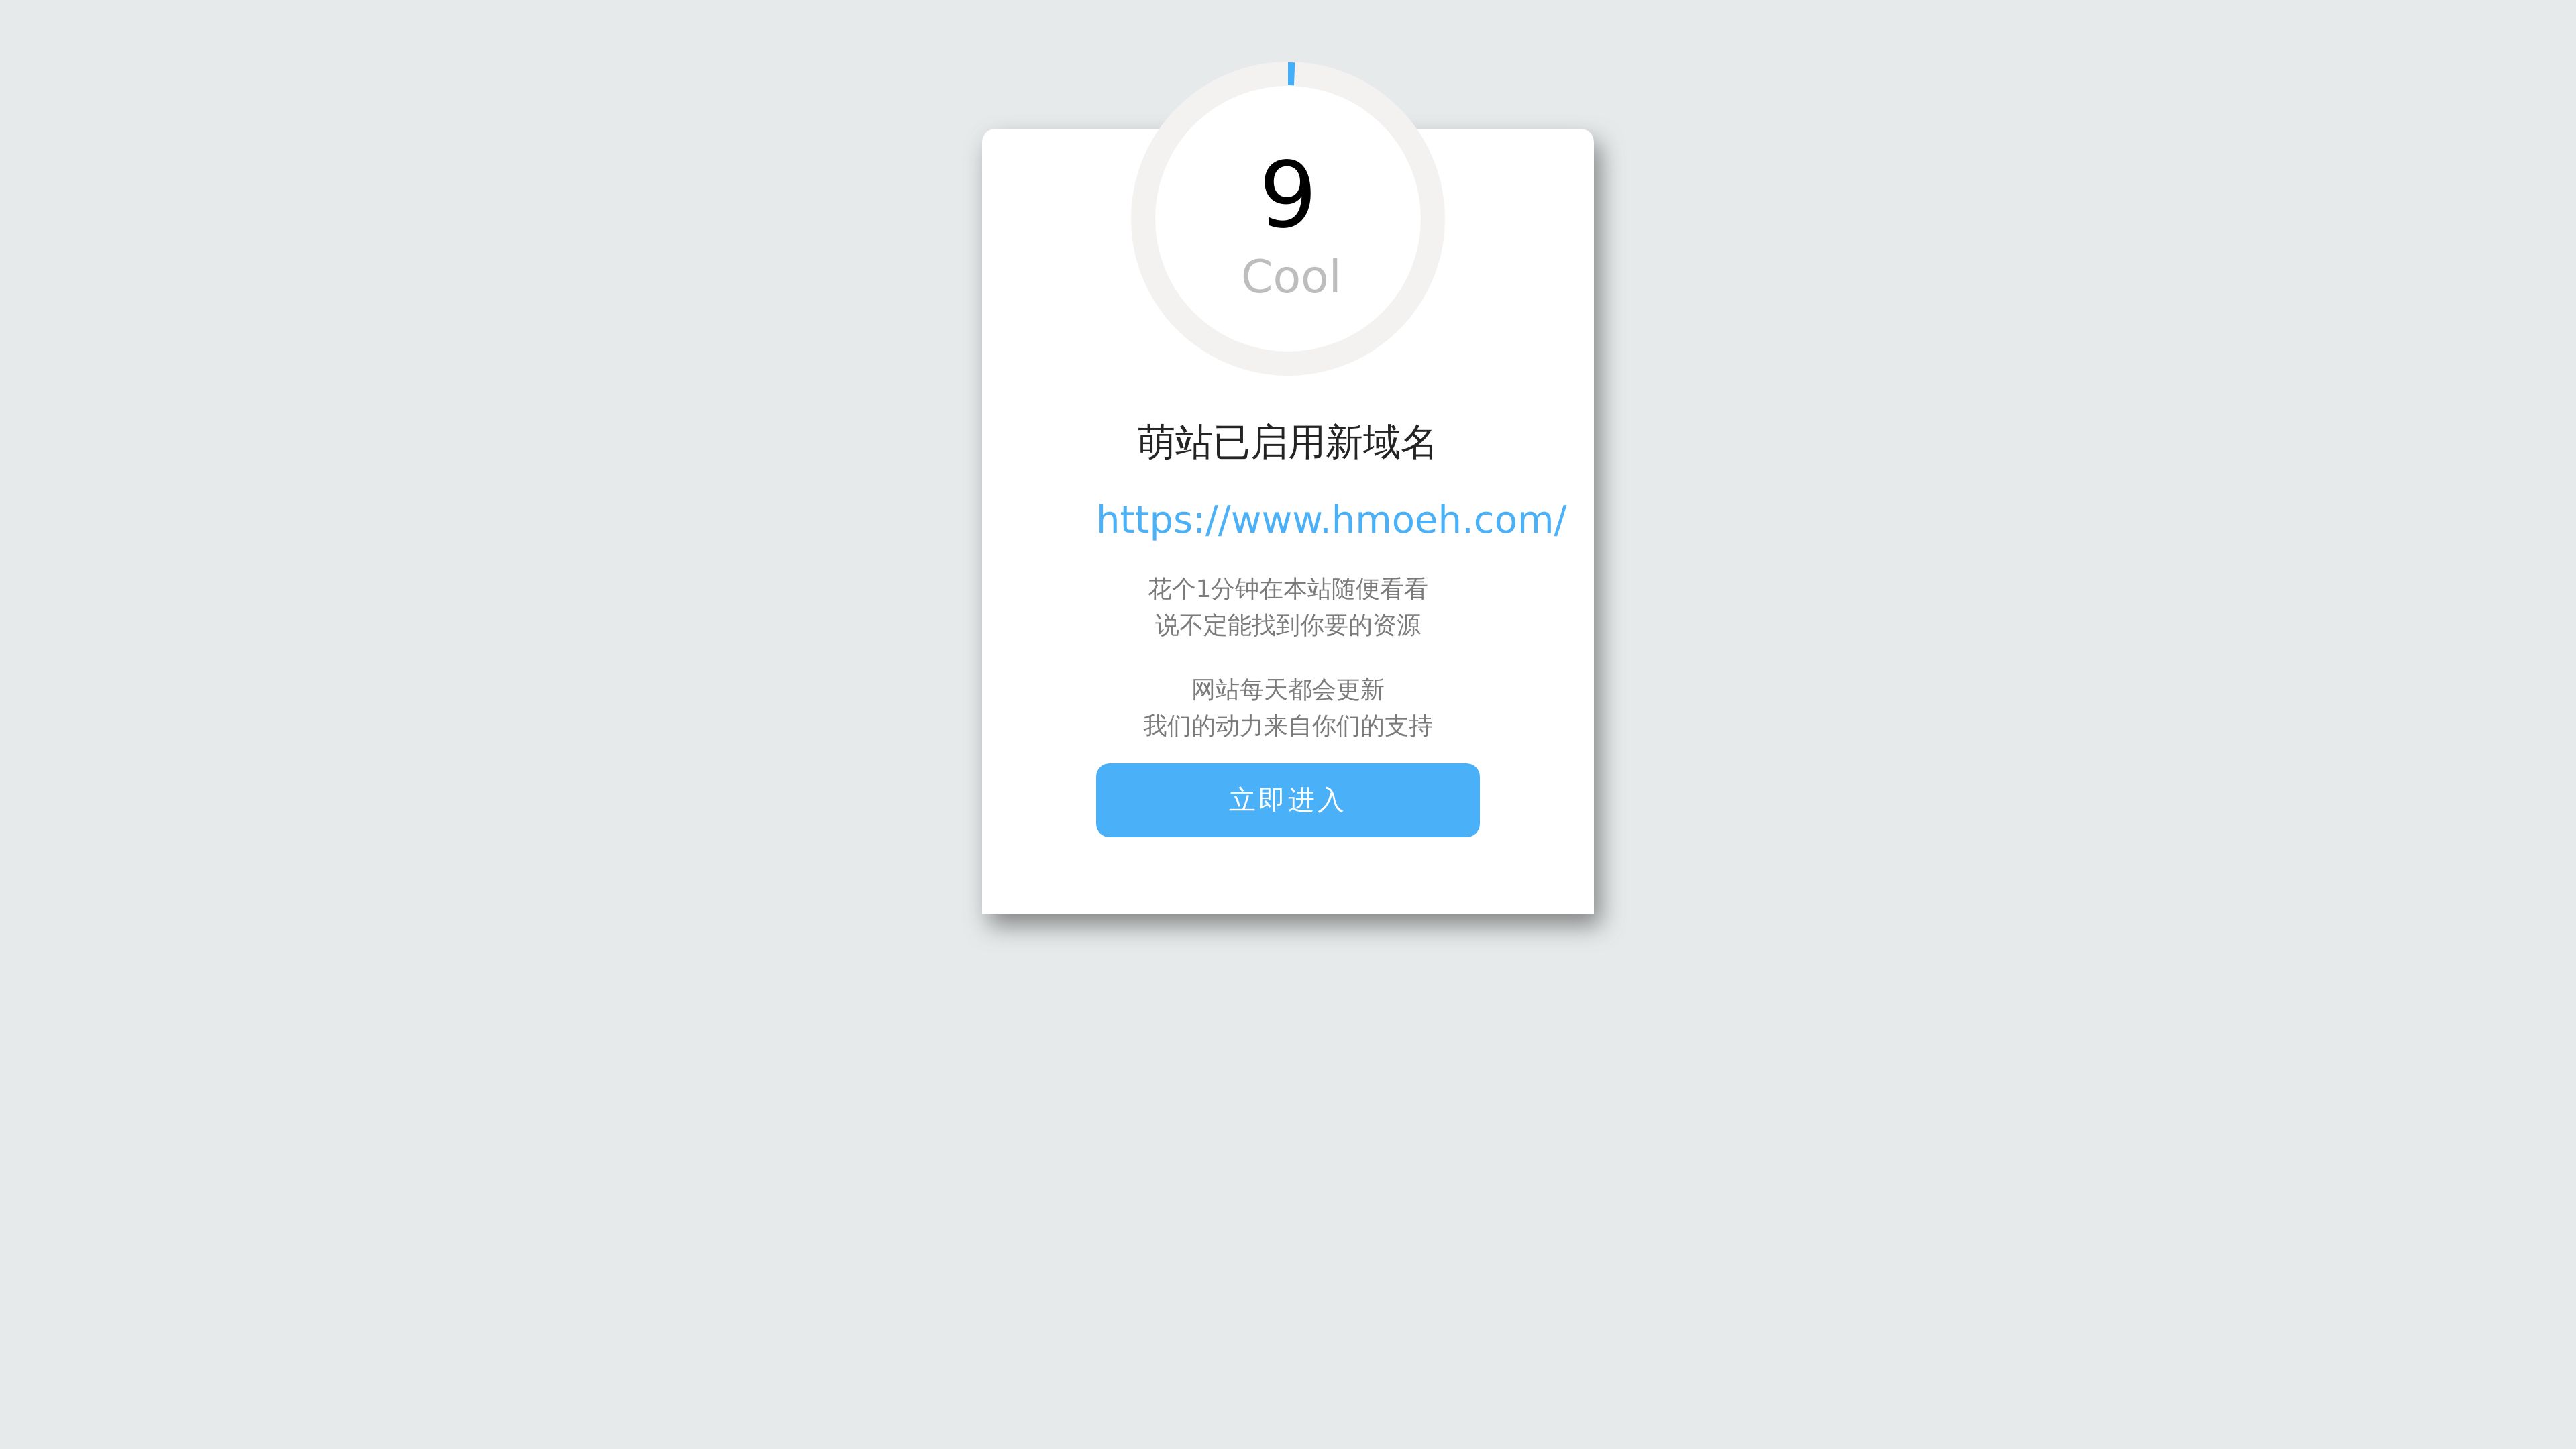 9
Cool
萌站已启用新域名
https://www.hmoeh.com/
花个1分钟在本站随便看看
说不定能找到你要的资源
网站每天都会更新
我们的动力来自你们的支持
立即进入